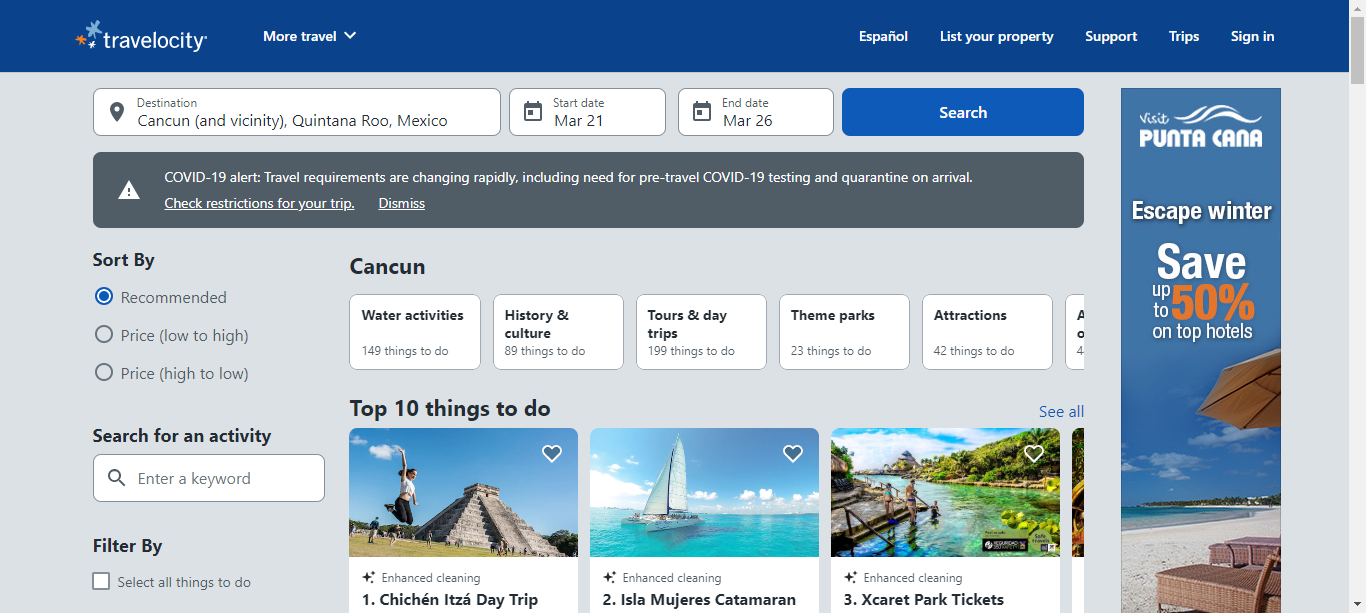 travelocity
More travel
Español
List your property
Support
Trips
Sign in
Destination
Cancun (and vicinity), Quintana Roo, Mexico
Start date
Mar 21
End date
Mar 26
Search
COVID-19 alert: Travel requirements are changing rapidly, including need for pre-travel COVID-19 testing and quarantine on arrival.
Check restrictions for your trip. Dismiss
Sort By
Recommended
Price (low to high)
Price (high to low)
Search for an activity
Enter a keyword
Filter By
Select all things to do
Cancun
Water activities
149 things to do
History &
culture
89 things to do
Tours & day
trips
199 things to do
Theme parks
23 things to do
Attractions
42 things to do
Top 10 things to do
See all
Enhanced cleaning
1. Chichén Itzá Day Trip
Enhanced cleaning
2. Isla Mujeres Catamaran
Enhanced cleaning
3. Xcaret Park Tickets
Visit
PUNTA CANA
Escape winter
Save
up
to 50%
on top hotels